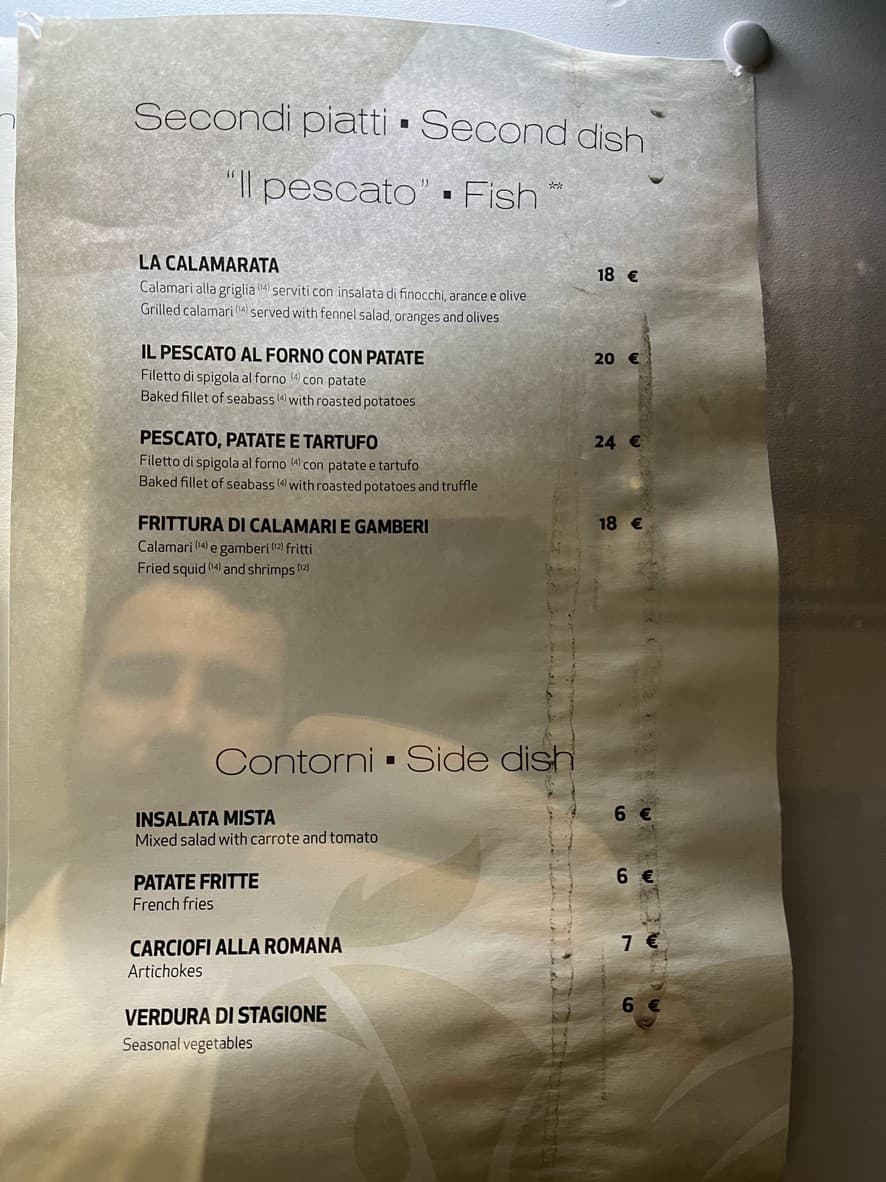 Secondi piatti ▪ Second dish
“Il pescato” ▪ Fish **
LA CALAMARATA 18 €
Calamari alla griglia (14) serviti con insalata di finocchi, arance e olive
Grilled calamari (14) served with fennel salad, oranges and olives
IL PESCATO AL FORNO CON PATATE 20 €
Filetto di spigola al forno (4) con patate
Baked fillet of seabass (4) with roasted potatoes
PESCATO, PATATE E TARTUFO 24 €
Filetto di spigola al forno (4) con patate e tartufo
Baked fillet of seabass (4) with roasted potatoes and truffle
FRITTURA DI CALAMARI E GAMBERI 18 €
Calamari (14) e gamberi (12) fritti
Fried squid (14) and shrimps (12)
Contorni ▪ Side dish
INSALATA MISTA 6 €
Mixed salad with carrote and tomato
PATATE FRITTE 6 €
French fries
CARCIOFI ALLA ROMANA 7 €
Artichokes
VERDURA DI STAGIONE 6 €
Seasonal vegetables